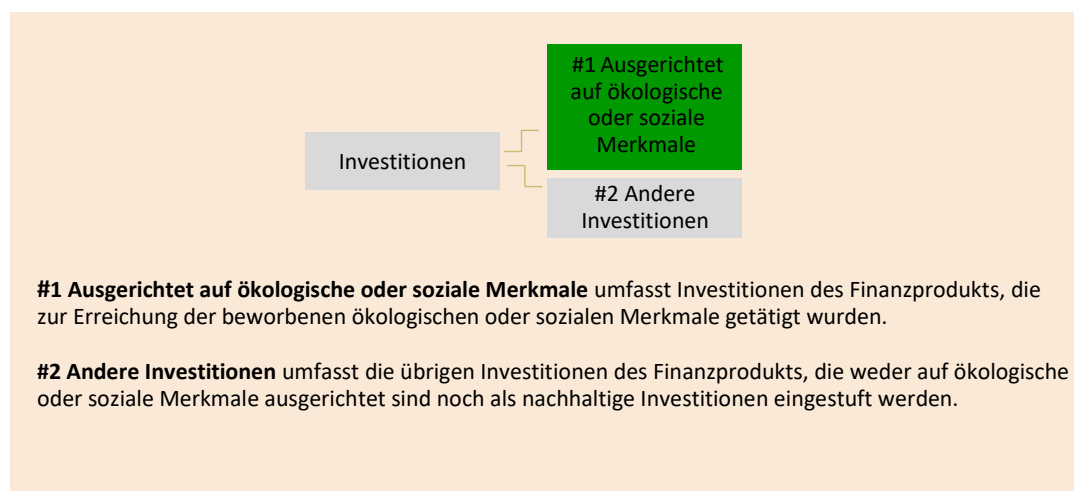 #1 Ausgerichtet
auf ökologische
oder soziale
Merkmale
Investitionen
#2 Andere
Investitionen
#1 Ausgerichtet auf ökologische oder soziale Merkmale umfasst Investitionen des Finanzprodukts, die
zur Erreichung der beworbenen ökologischen oder sozialen Merkmale getätigt wurden.
#2 Andere Investitionen umfasst die übrigen Investitionen des Finanzprodukts, die weder auf ökologische
oder soziale Merkmale ausgerichtet sind noch als nachhaltige Investitionen eingestuft werden.